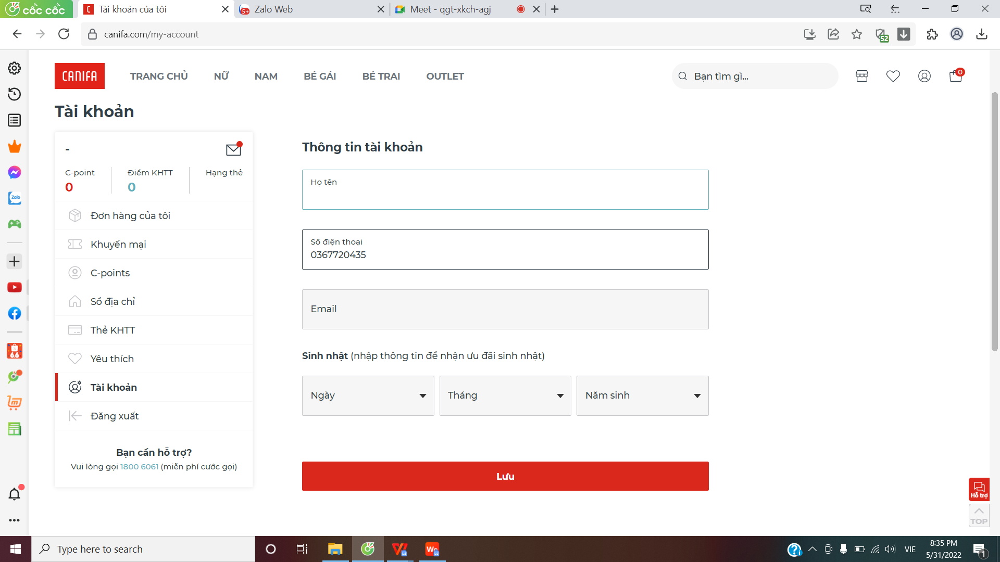 cốc cốc
Tài khoản của tôi
5+
Zalo Web
Meet - qgt-xkch-agj
canifa.com/my-account
52
CANIFA
TRANG CHỦ
NỮ
NAM
BÉ GÁI
BÉ TRAI
OUTLET
Bạn tìm gì...
0
Tài khoản
-
C-point
0
Điểm KHTT
0
Hạng thẻ
Đơn hàng của tôi
Khuyến mại
C-points
Sổ địa chỉ
Thẻ KHTT
Yêu thích
Tài khoản
Đăng xuất
Bạn cần hỗ trợ?
Vui lòng gọi 1800 6061 (miễn phí cước gọi)
Thông tin tài khoản
Họ tên
Số điện thoại
0367720435
Email
Sinh nhật (nhập thông tin để nhận ưu đãi sinh nhật)
Ngày
Tháng
Năm sinh
Lưu
Hỗ trợ
TOP
Zalo
Type here to search
VIE
8:35 PM
5/31/2022
1